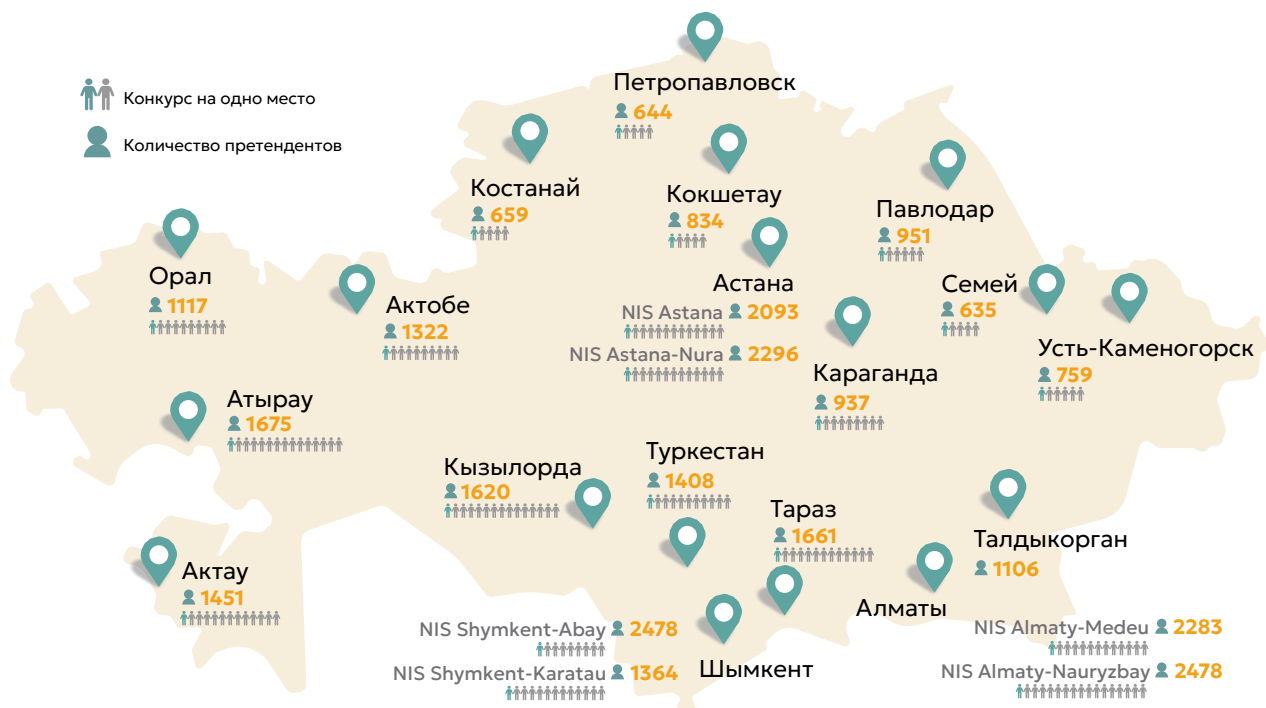 Конкурс на одно место
Количество претендентов
Петропавловск
644
Костанай
659
Кокшетау
834
Павлодар
951
Орал
1117
Актобе
1322
Астана
NIS Astana 2093
NIS Astana-Nura 2296
Семей
635
Усть-Каменогорск
759
Караганда
937
Атырау
1675
Кызылорда
1620
Туркестан
1408
Тараз
1661
Талдыкорган
1106
Актау
1451
Алматы
NIS Almaty-Medeu 2283
NIS Almaty-Nauryzbay 2478
Шымкент
NIS Shymkent-Abay 2478
NIS Shymkent-Karatau 1364